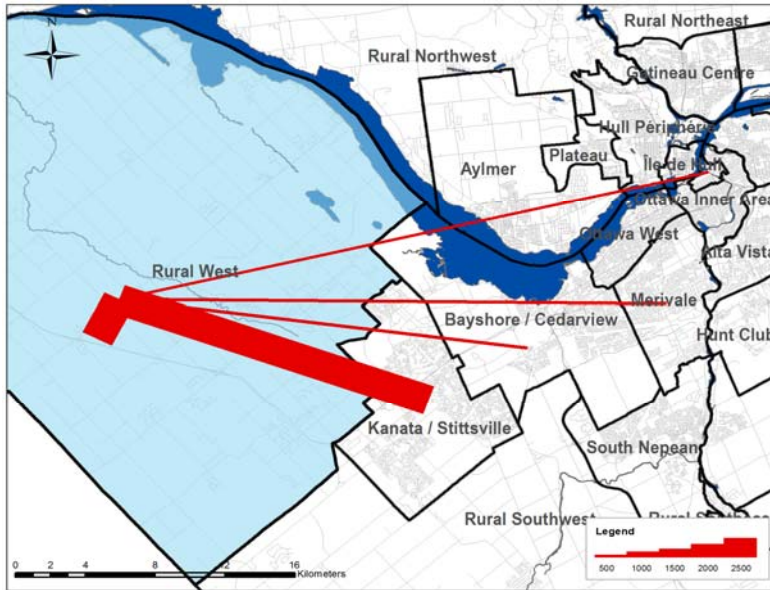 Rural Northeast
Rural Northwest
Gatineau Centre
Hull Périphérie
Plateau
Aylmer
Île de Hull
Ottawa Inner Area
Ottawa West
Alta Vista
Rural West
Merivale
Bayshore / Cedarview
Hunt Club
Kanata / Stittsville
South Nepean
Rural Southwest
Legend
500 1000 1500 2000 2500
0 2 4 8 12 16
Kilometers